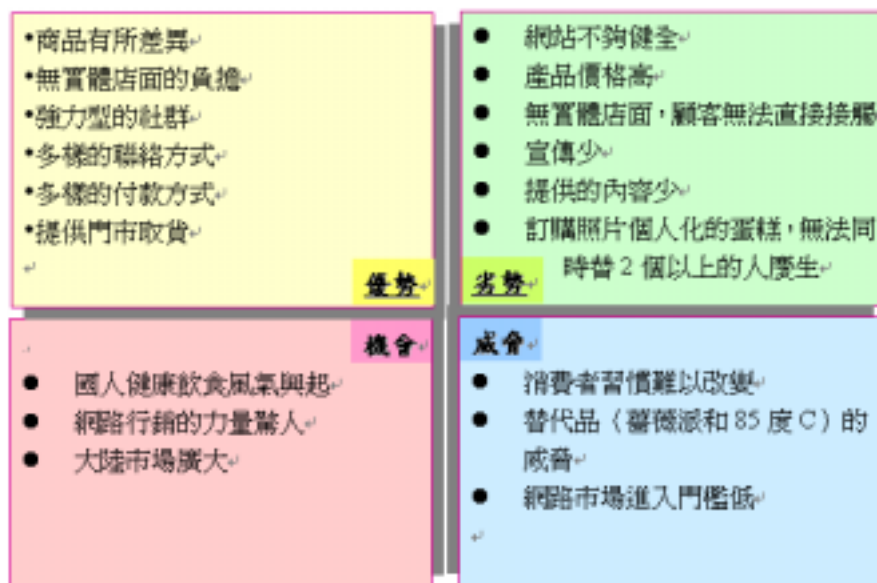 •商品有所差異
•無實體店面的負擔
•強力型的社群
•多樣的聯絡方式
•多樣的付款方式
•提供門市取貨
優勢
● 網站不夠健全
● 產品價格高
● 無實體店面，顧客無法直接接觸
● 宣傳少
● 提供的內容少
● 訂購照片個人化的蛋糕，無法同
時替 2 個以上的人慶生
劣勢
機會
● 國人健康飲食風氣興起
● 網路行銷的力量驚人
● 大陸市場廣大
威脅
● 消費者習慣難以改變
● 替代品（薔薇派和 85 度 C）的
威脅
● 網路市場進入門檻低